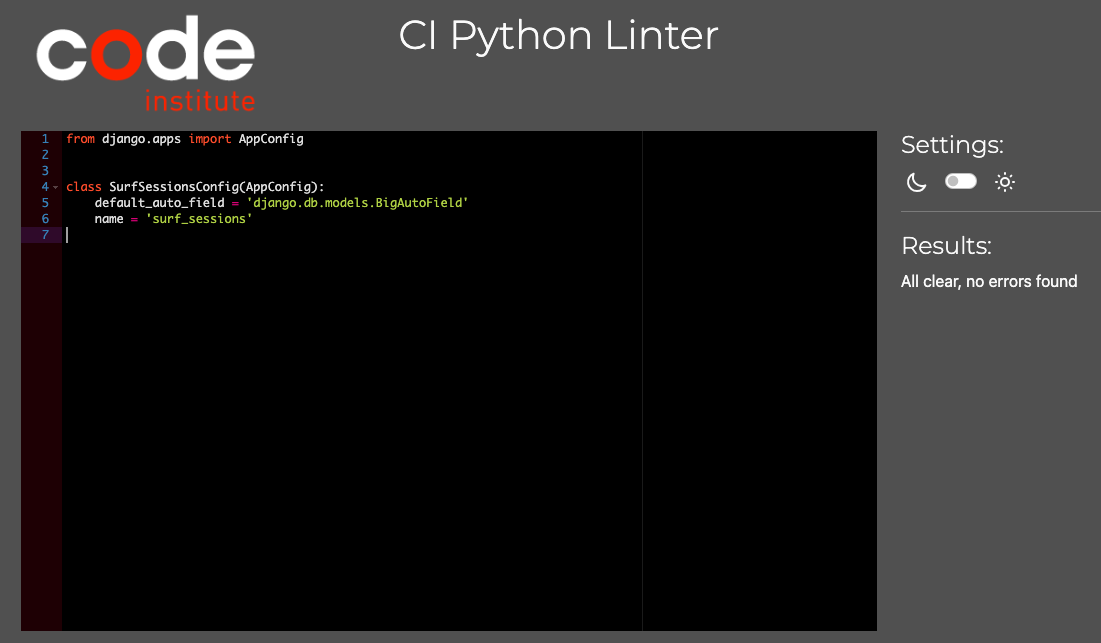 code
institute
CI Python Linter
1 from django.apps import AppConfig
2
3
4 class SurfSessionsConfig(AppConfig):
5     default_auto_field = 'django.db.models.BigAutoField'
6     name = 'surf_sessions'
7
Settings:
Results:
All clear, no errors found